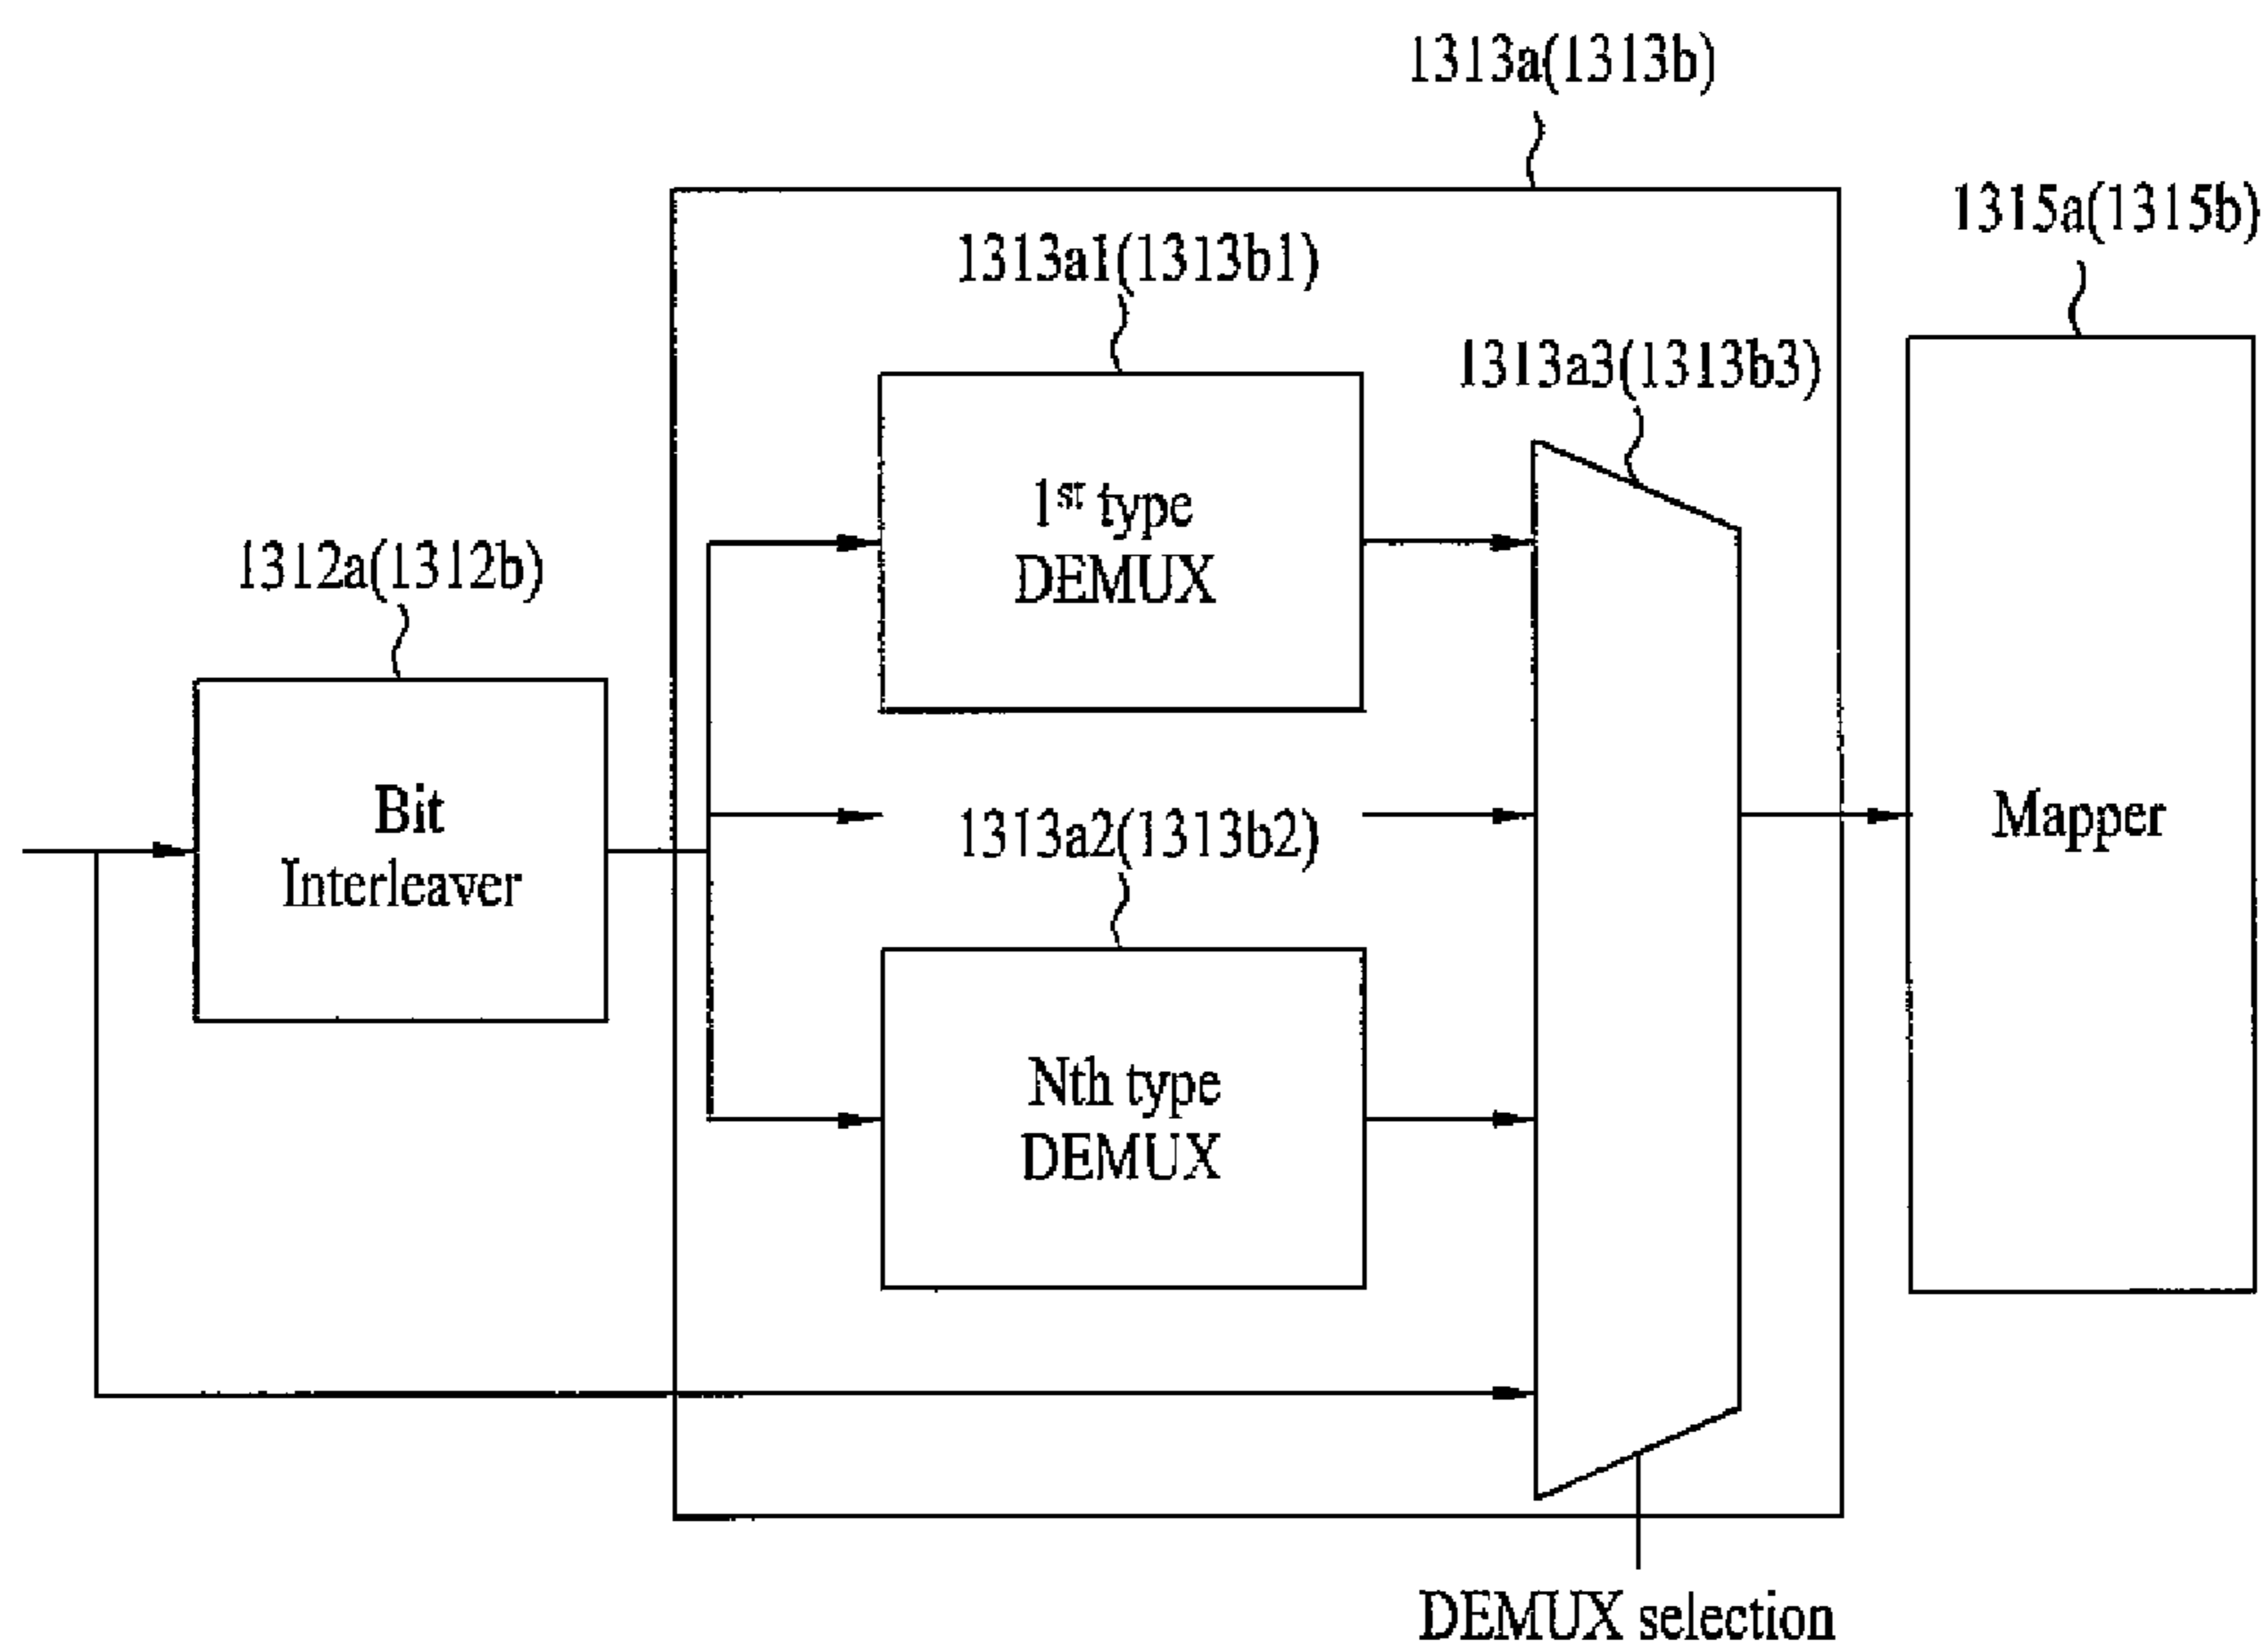 1313a(1313b)
1315a(1315b)
1313a1(1313b1)
1313a3(1313b3)
1st type
DEMUX
1312a(1312b)
Bit
Interleaver
1313a2(1313b2)
Mapper
Nth type
DEMUX
DEMUX selection